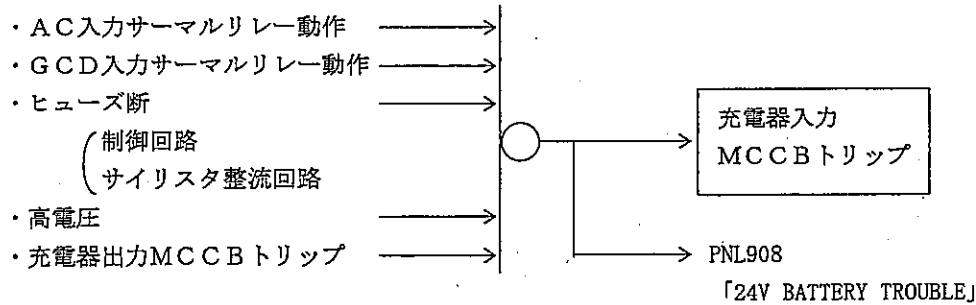 ・ＡＣ入力サーマルリレー動作
・ＧＣＤ入力サーマルリレー動作
・ヒューズ断
制御回路
サイリスタ整流回路
・高電圧
・充電器出力ＭＣＣＢトリップ
充電器入力
ＭＣＣＢトリップ
PNL908
「24V BATTERY TROUBLE」